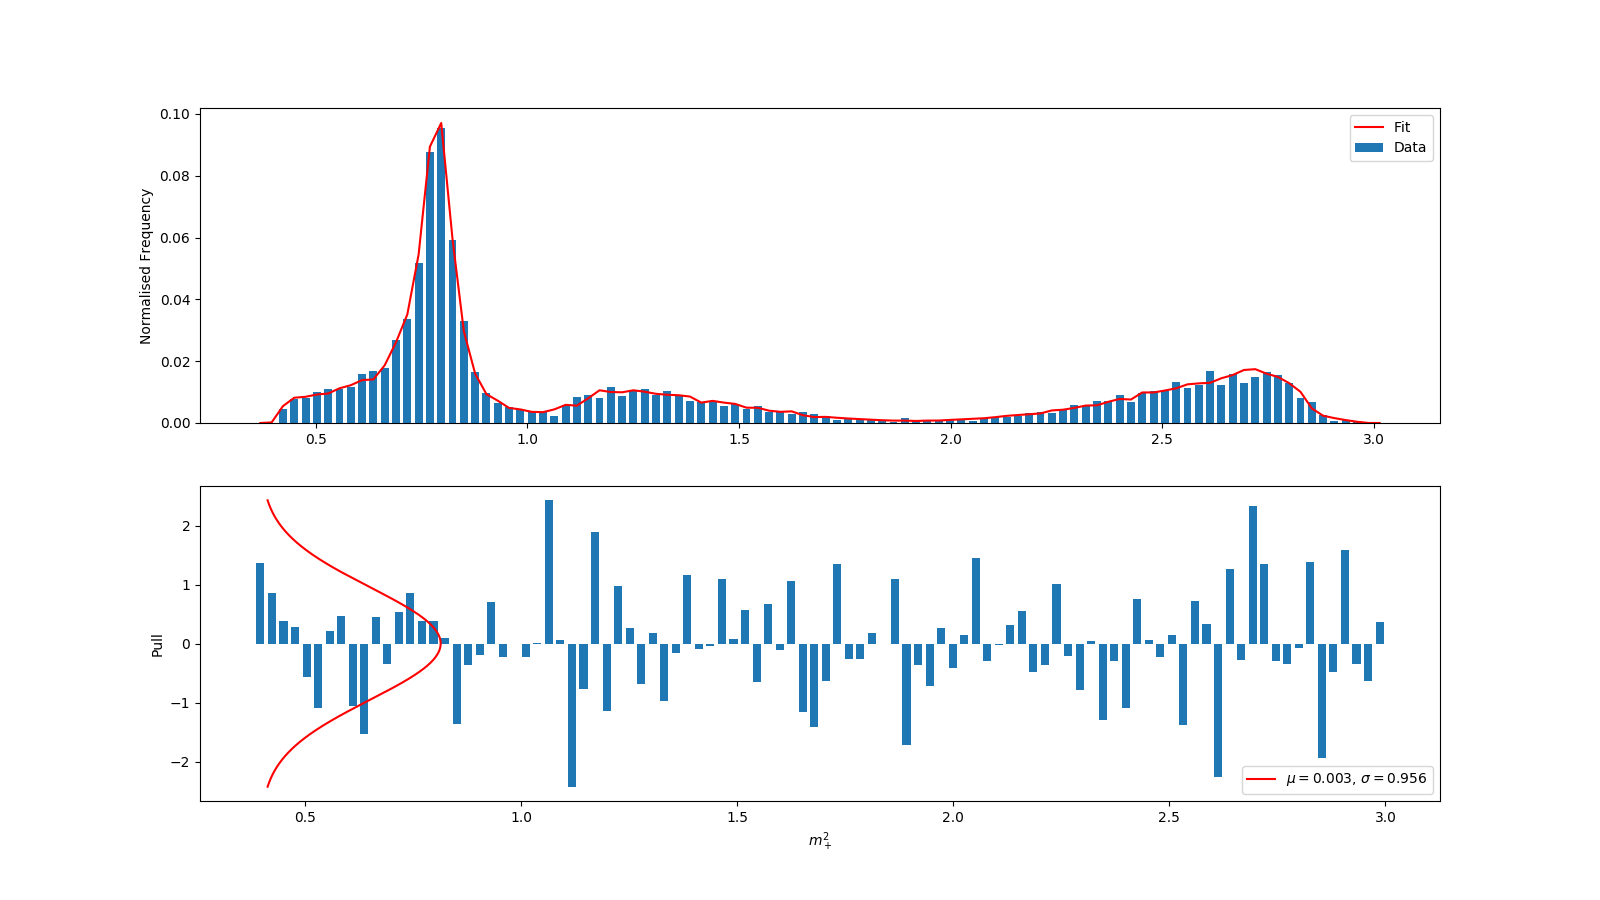 0.10
0.08
0.06
0.04
0.02
0.00
Normalised Frequency
Fit
Data
0.5 1.0 1.5 2.0 2.5 3.0
2
1
0
−1
−2
Pull
μ = 0.003, σ = 0.956
0.5 1.0 1.5 2.0 2.5 3.0
m²₊